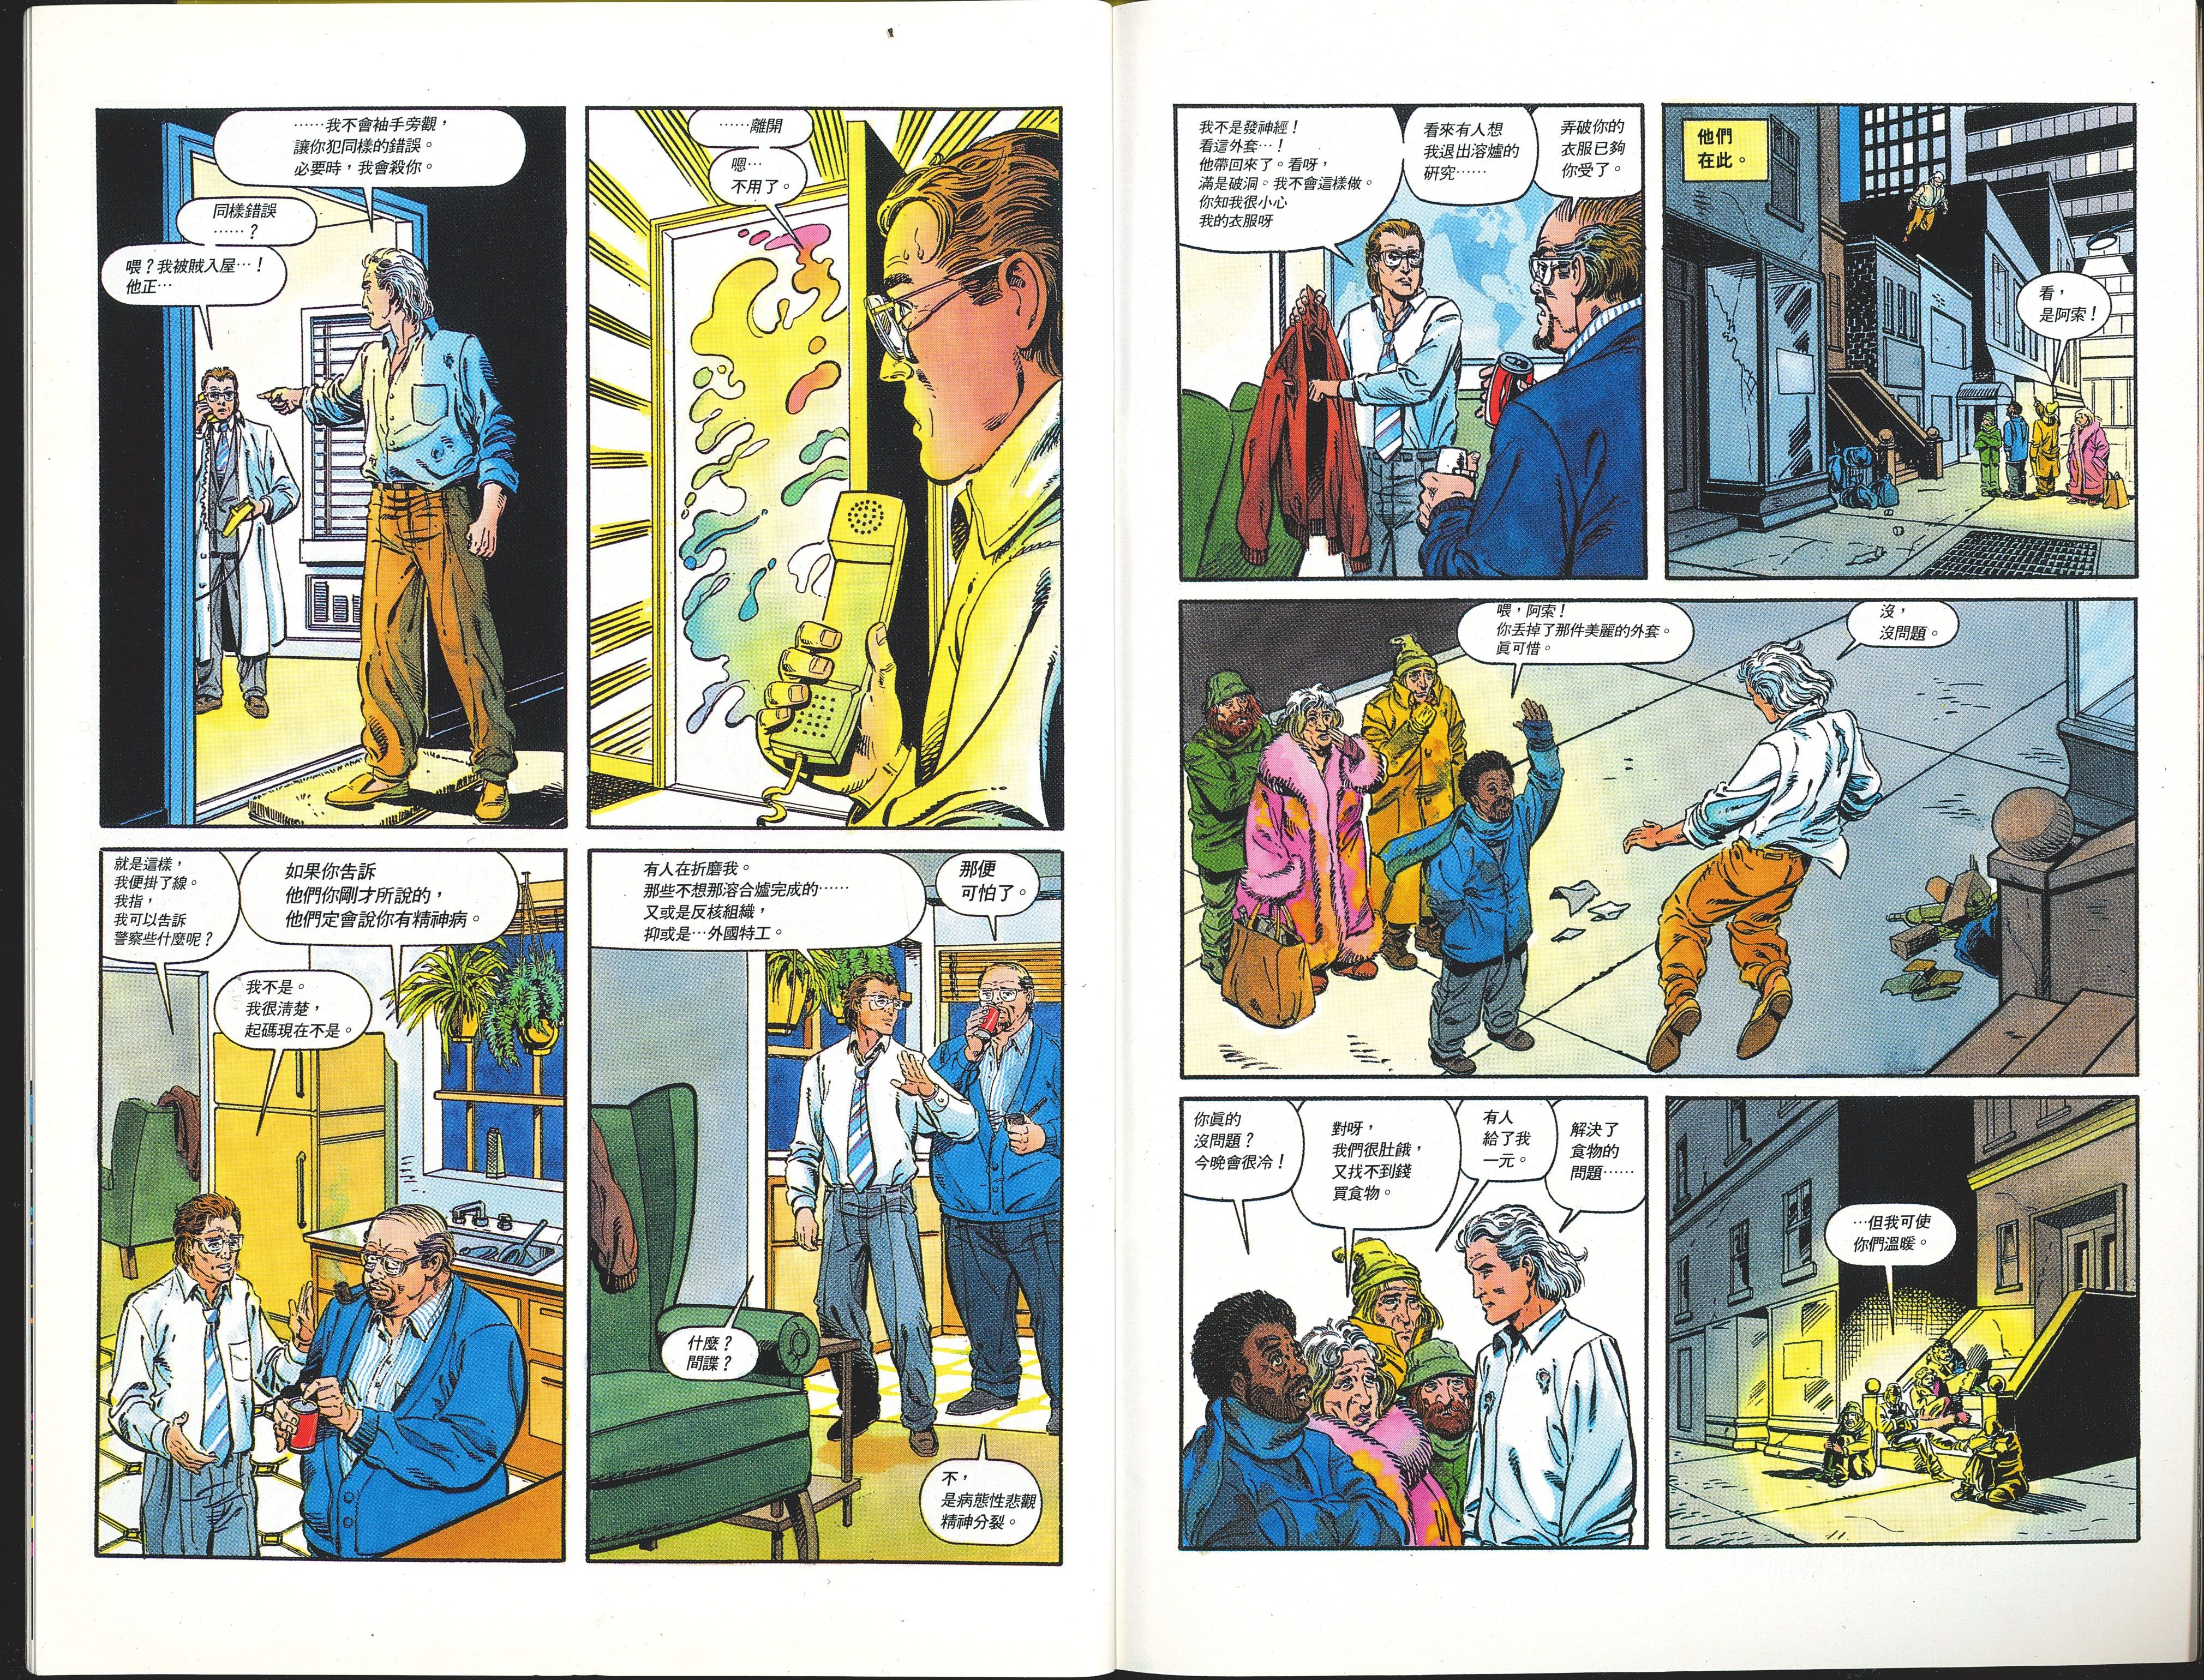 ……我不會袖手旁觀，
讓你犯同樣的錯誤。
必要時，我會殺你。
同樣錯誤
……？
喂？我被賊入屋…！
他正…
……離開
嗯…
不用了。
就是這樣，
我便掛了線。
我指，
我可以告訴
警察些什麼呢？
如果你告訴
他們你剛才所說的，
他們定會說你有精神病。
我不是。
我很清楚，
起碼現在不是。
有人在折磨我。
那些不想那溶合爐完成的……
又或是反核組織，
抑或是…外國特工。
那便
可怕了。
什麼？
間諜？
不，
是病態性悲觀
精神分裂。
我不是發神經！
看這外套…！
他帶回來了。看呀，
滿是破洞。我不會這樣做。
你知我很小心
我的衣服呀
看來有人想
我退出溶爐的
研究……
弄破你的
衣服已夠
你受了。
他們
在此。
看，
是阿索！
喂，阿索！
你丟掉了那件美麗的外套。
眞可惜。
沒，
沒問題。
你眞的
沒問題？
今晚會很冷！
對呀，
我們很肚餓，
又找不到錢
買食物。
有人
給了我
一元。
解決了
食物的
問題……
…但我可使
你們溫暖。